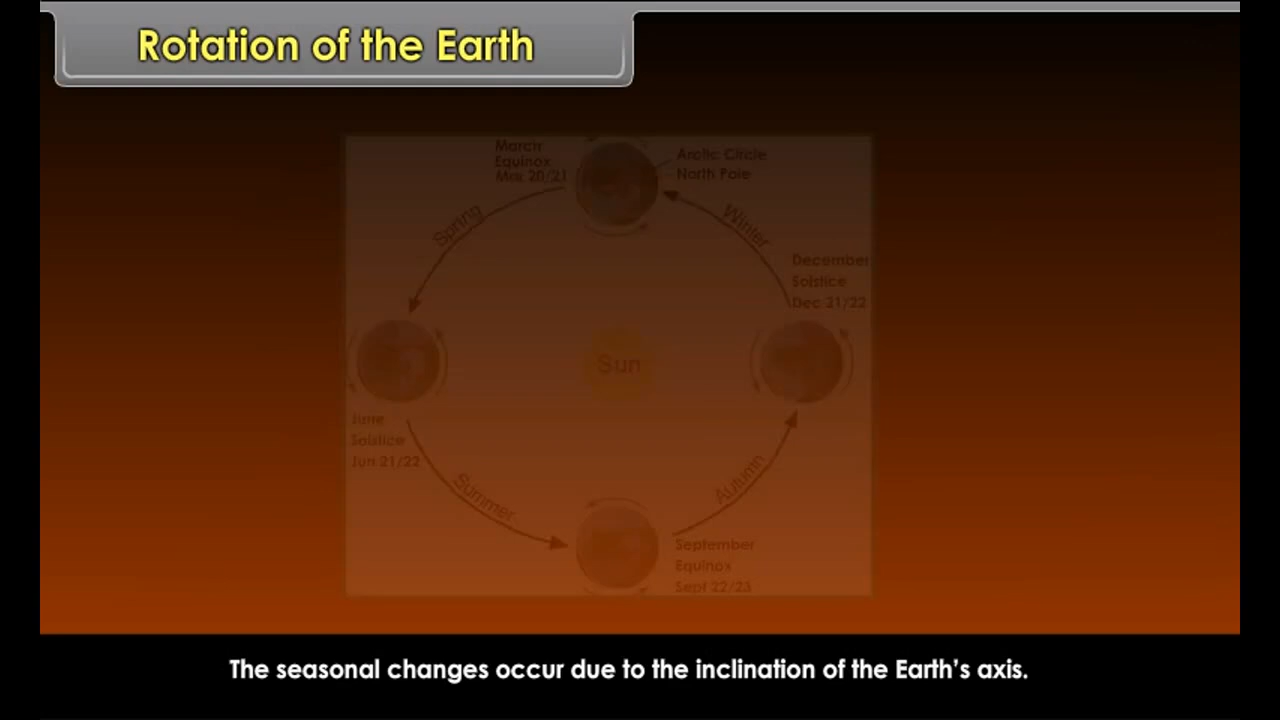 Rotation of the Earth
March
Equinox
Mar 20/21
Arctic Circle
North Pole
Spring
Winter
December
Solstice
Dec 21/22
Sun
June
Solstice
Jun 21/22
Summer
Autumn
September
Equinox
Sept 22/23
The seasonal changes occur due to the inclination of the Earth's axis.